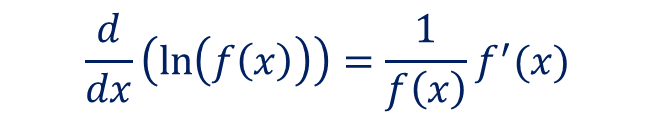 d/dx (ln(f(x))) = 1/f(x) f′(x)